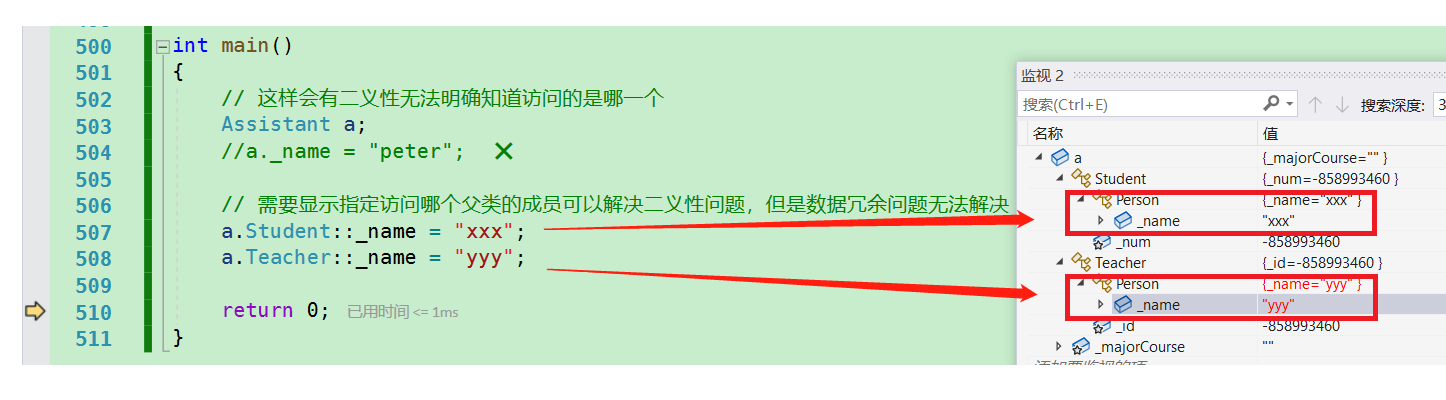 500 int main()
501 {
502 // 这样会有二义性无法明确知道访问的是哪一个
503 Assistant a;
504 //a._name = "peter"; ✕
505
506 // 需要显示指定访问哪个父类的成员可以解决二义性问题，但是数据冗余问题无法解决
507 a.Student::_name = "xxx";
508 a.Teacher::_name = "yyy";
509
510 return 0; 已用时间 <= 1ms
511 }
监视 2
搜索(Ctrl+E) 搜索深度: 3
名称 值
a {_majorCourse="" }
Student {_num=-858993460 }
Person {_name="xxx" }
_name "xxx"
_num -858993460
Teacher {_id=-858993460 }
Person {_name="yyy" }
_name "yyy"
_id -858993460
_majorCourse ""